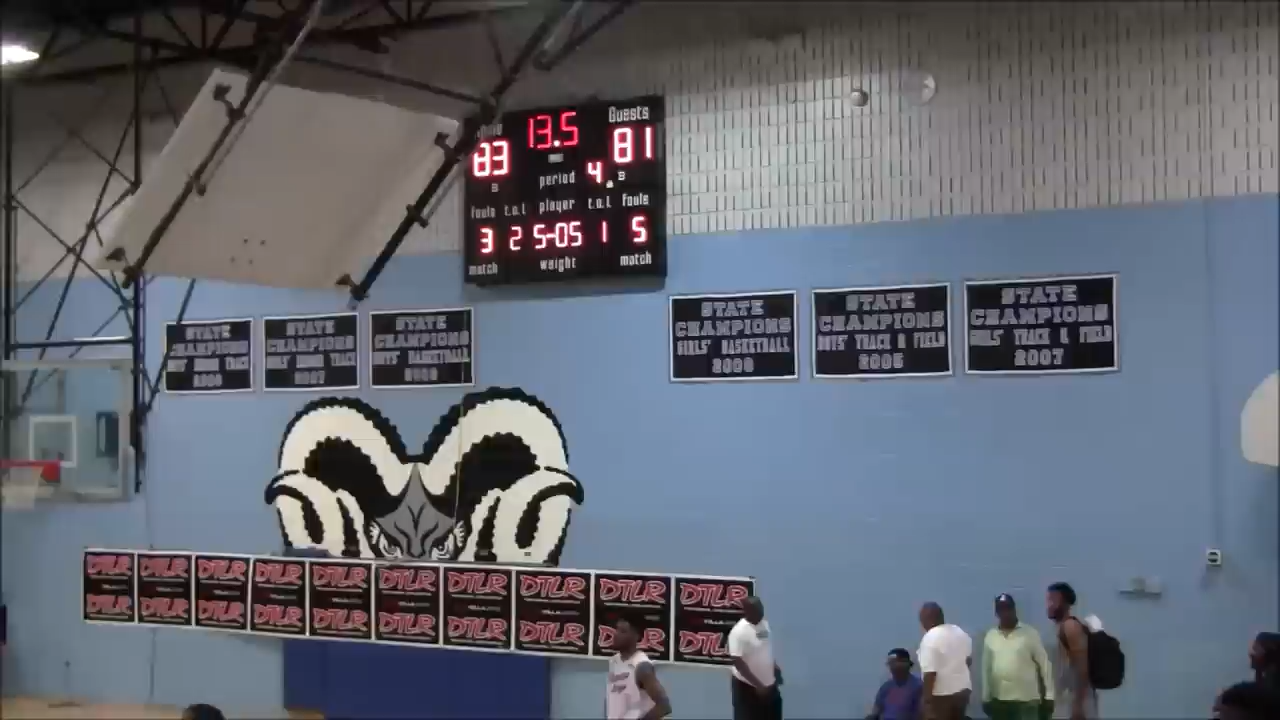 Guests
13.5
83 81
period 4
fouls t.o.l player t.o.l fouls
3 2 5-05 1 5
match weight match
STATE CHAMPIONS
STATE CHAMPIONS
STATE CHAMPIONS BOYS' BASKETBALL
STATE CHAMPIONS GIRLS' BASKETBALL
STATE CHAMPIONS BOYS' TRACK & FIELD
STATE CHAMPIONS GIRLS' TRACK & FIELD 2007
DTLR DTLR DTLR DTLR DTLR DTLR DTLR DTLR DTLR DTLR
DTLR DTLR DTLR DTLR DTLR DTLR DTLR DTLR DTLR